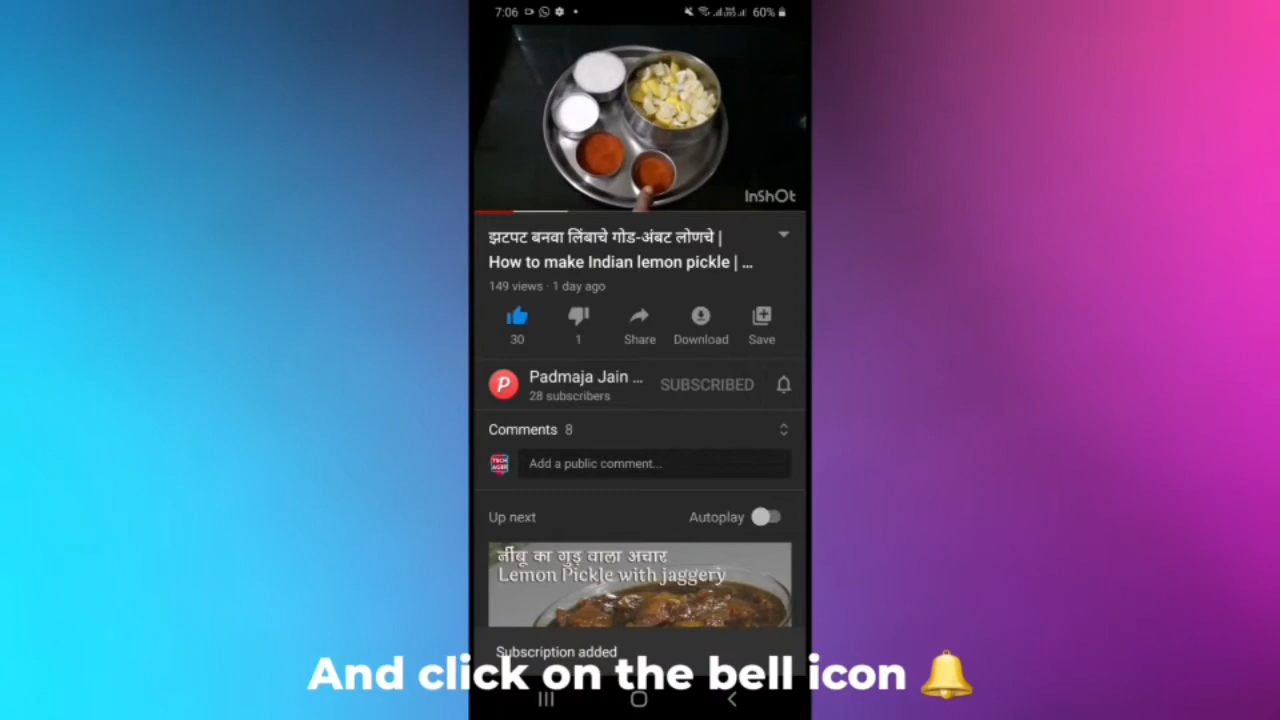 7:06
60%
InShOt
झटपट बनवा लिंबाचे गोड-अंबट लोणचे |
How to make Indian lemon pickle | ...
149 views · 1 day ago
30
1
Share
Download
Save
P
Padmaja Jain ...
SUBSCRIBED
28 subscribers
Comments 8
TECH
AGER
Add a public comment...
Up next
Autoplay
नींबू का गुड़ वाला अचार
Lemon Pickle with jaggery
Subscription added
And click on the bell icon 🔔